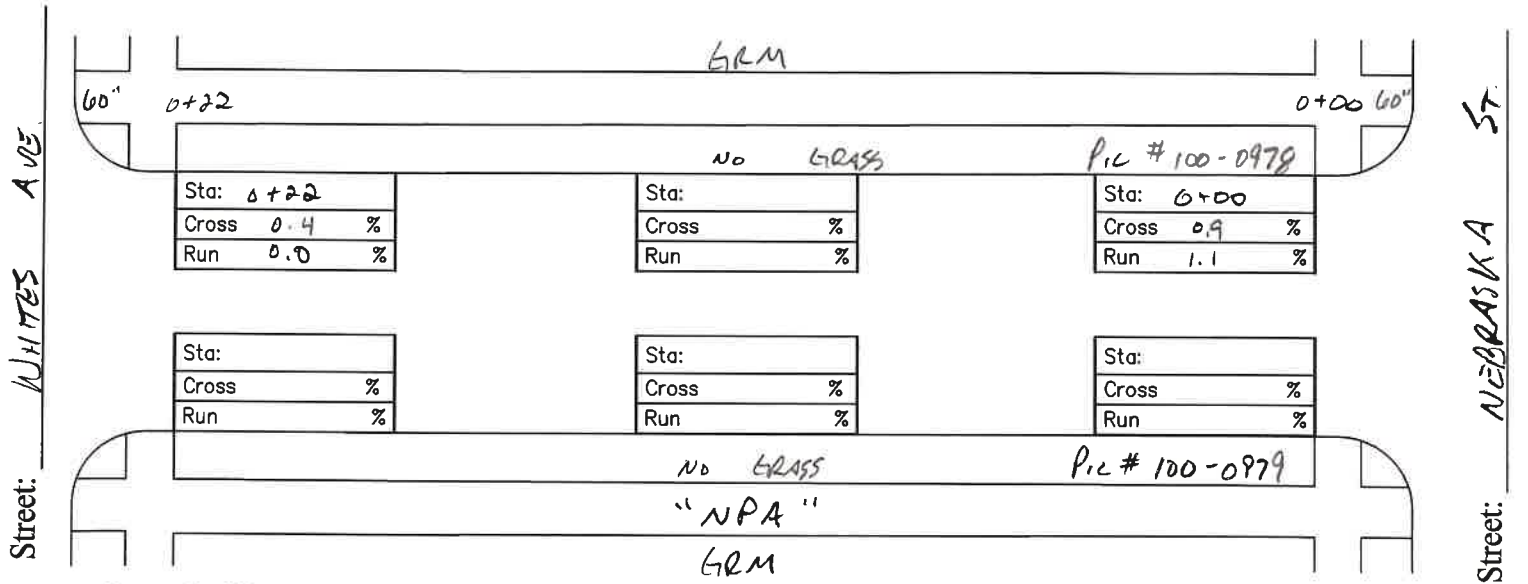 GRM
60" 0+22 0+00 60"
NO GRASS Pic # 100-0978
Sta: 0+22
Cross 0.4 %
Run 0.0 %
Sta:
Cross %
Run %
Sta: 0+00
Cross 0.9 %
Run 1.1 %
Street: WHITES AVE.
Street: NEBRASKA ST.
Sta:
Cross %
Run %
Sta:
Cross %
Run %
Sta:
Cross %
Run %
NO GRASS Pic # 100-0979
"NPA"
GRM